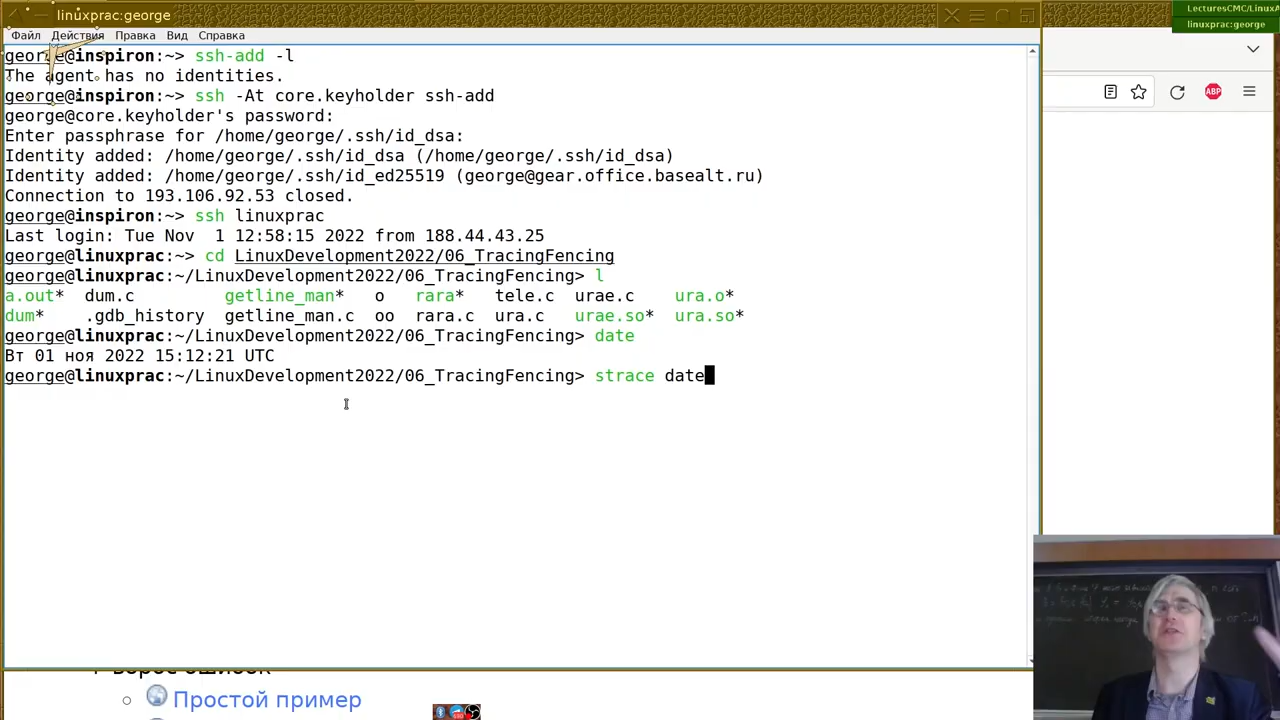 linuxprac:george
LecturesCMC/LinuxA
linuxprac:george
Файл Действия Правка Вид Справка
george@inspiron:~> ssh-add -l
The agent has no identities.
george@inspiron:~> ssh -At core.keyholder ssh-add
george@core.keyholder's password:
Enter passphrase for /home/george/.ssh/id_dsa:
Identity added: /home/george/.ssh/id_dsa (/home/george/.ssh/id_dsa)
Identity added: /home/george/.ssh/id_ed25519 (george@gear.office.basealt.ru)
Connection to 193.106.92.53 closed.
george@inspiron:~> ssh linuxprac
Last login: Tue Nov  1 12:58:15 2022 from 188.44.43.25
george@linuxprac:~> cd LinuxDevelopment2022/06_TracingFencing
george@linuxprac:~/LinuxDevelopment2022/06_TracingFencing> l
a.out* dum.c getline_man* o rara* tele.c urae.c ura.o*
dum* .gdb_history getline_man.c oo rara.c ura.c urae.so* ura.so*
george@linuxprac:~/LinuxDevelopment2022/06_TracingFencing> date
Вт 01 ноя 2022 15:12:21 UTC
george@linuxprac:~/LinuxDevelopment2022/06_TracingFencing> strace date
ABP
Простой пример